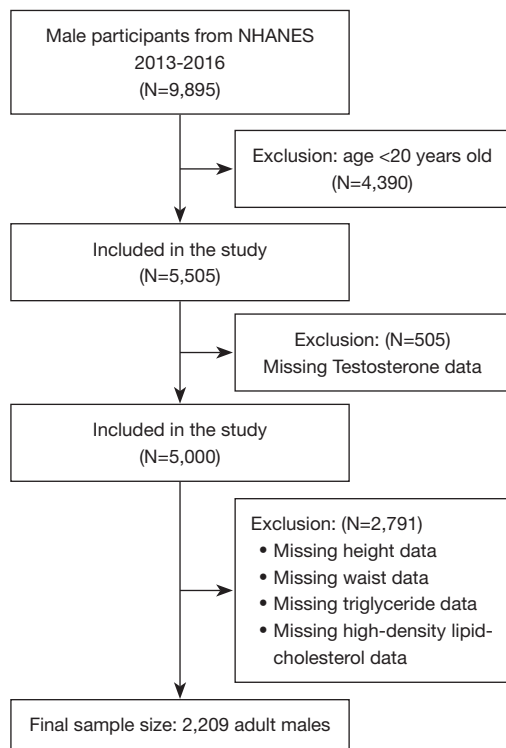 Male participants from NHANES
2013-2016
(N=9,895)
Exclusion: age <20 years old
(N=4,390)
Included in the study
(N=5,505)
Exclusion: (N=505)
Missing Testosterone data
Included in the study
(N=5,000)
Exclusion: (N=2,791)
• Missing height data
• Missing waist data
• Missing triglyceride data
• Missing high-density lipid-
cholesterol data
Final sample size: 2,209 adult males